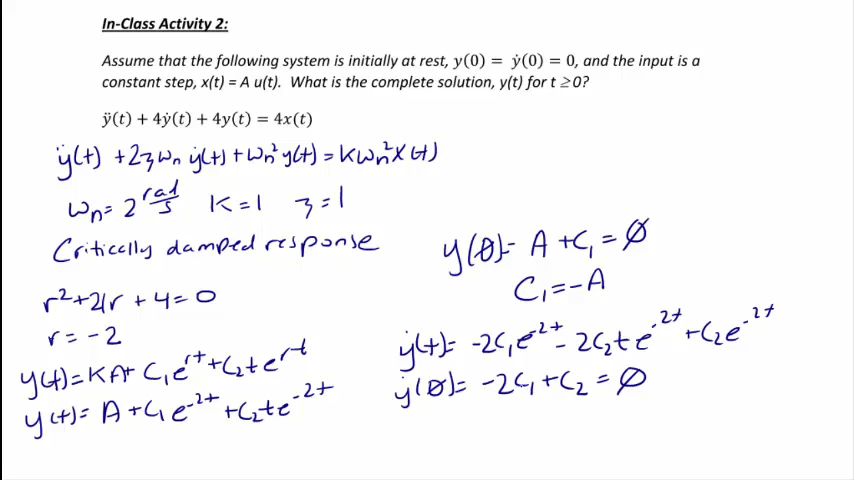 In-Class Activity 2:
Assume that the following system is initially at rest, y(0) = ẏ(0) = 0, and the input is a
constant step, x(t) = A u(t). What is the complete solution, y(t) for t ≥0?
ÿ(t) + 4ẏ(t) + 4y(t) = 4x(t)
ÿ(t) + 2ζωn ẏ(t) + ωn² y(t) = Kωn² x(t)
ωn = 2 rad/s K = 1 ζ = 1
Critically damped response
r² + 4r + 4 = 0
r = -2
y(t) = KA + C₁e^rt + C₂te^rt
y(t) = A + C₁e^-2t + C₂te^-2t
y(0) = A + C₁ = 0
C₁ = -A
ẏ(t) = -2C₁e^-2t - 2C₂te^-2t + C₂e^-2t
ẏ(0) = -2C₁ + C₂ = 0